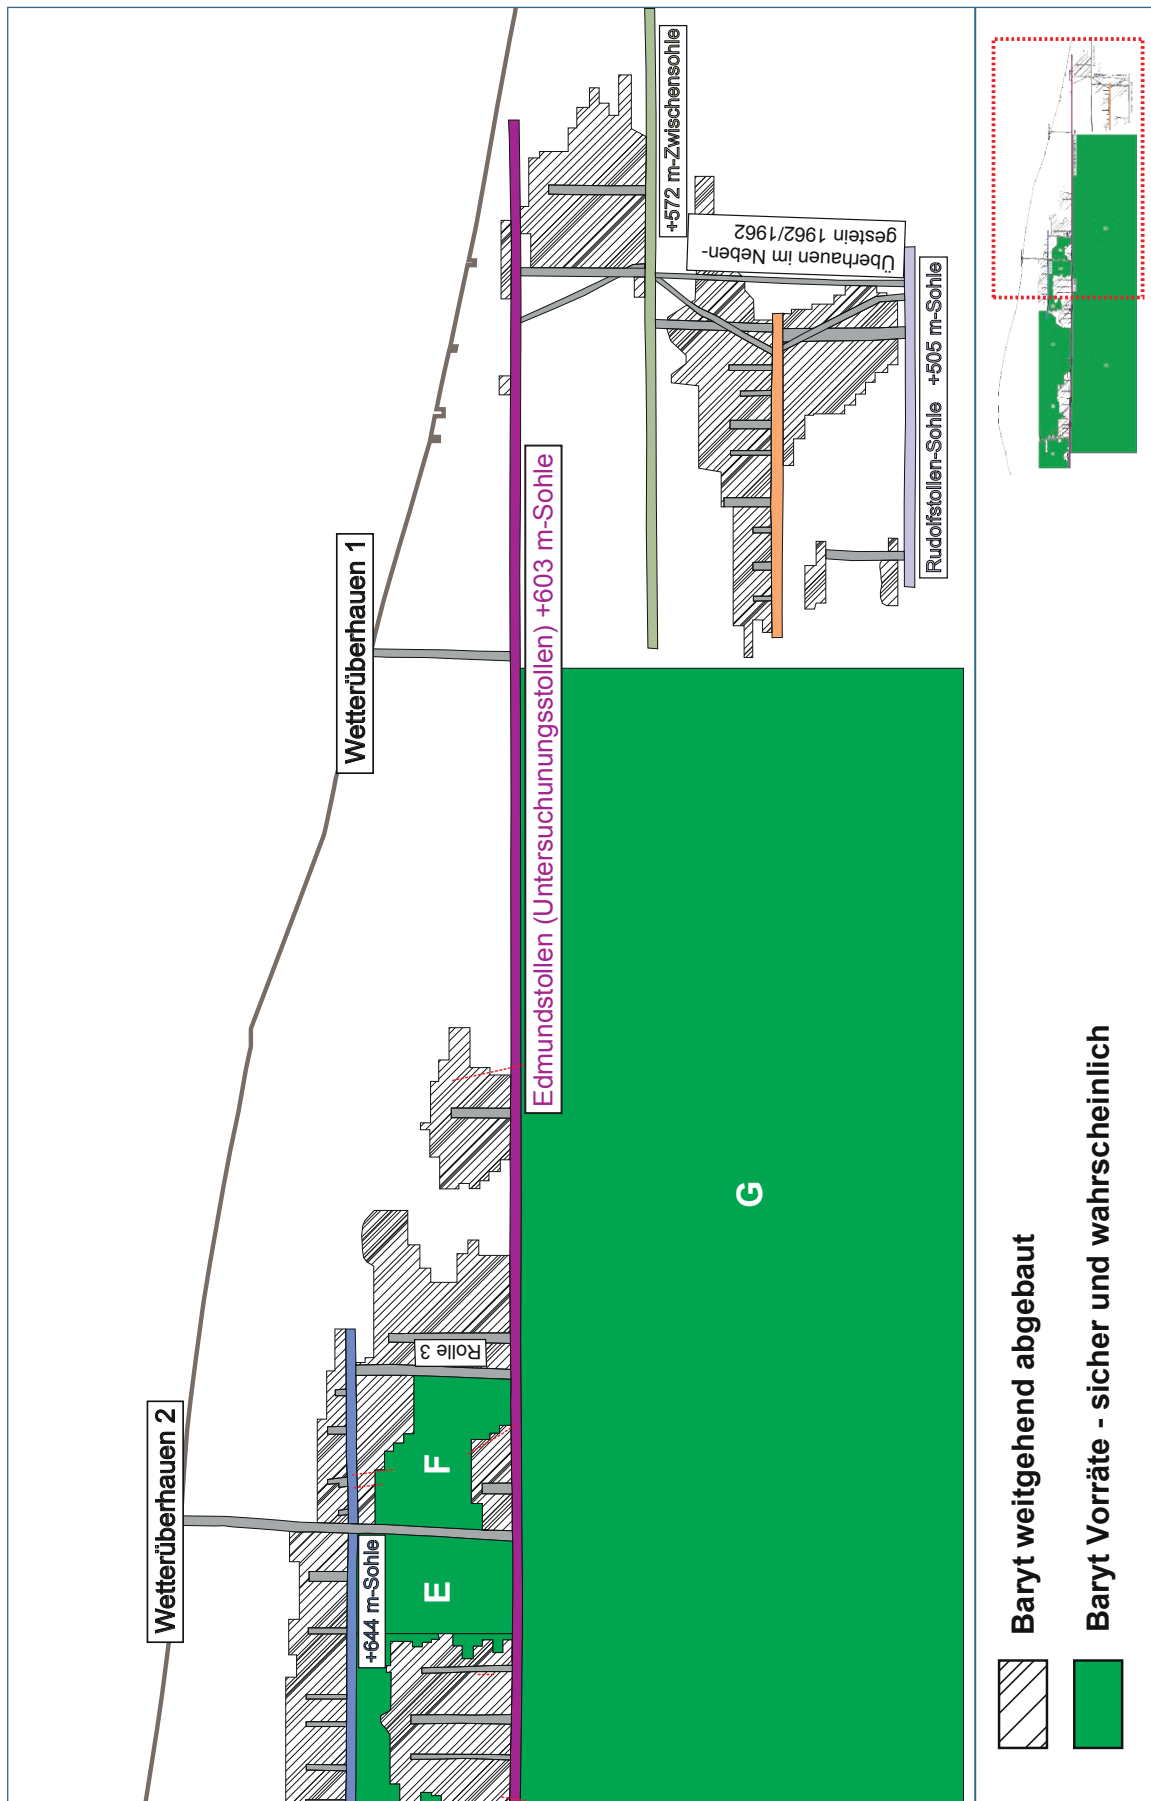 Wetterüberhauen 2
Wetterüberhauen 1
+644 m-Sohle
Rolle 3
E
F
G
Edmundstollen (Untersuchunungsstollen) +603 m-Sohle
+572 m-Zwischensohle
Überhauen im Neben-
gestein 1962/1962
Rudolfstollen-Sohle +505 m-Sohle
Baryt weitgehend abgebaut
Baryt Vorräte - sicher und wahrscheinlich